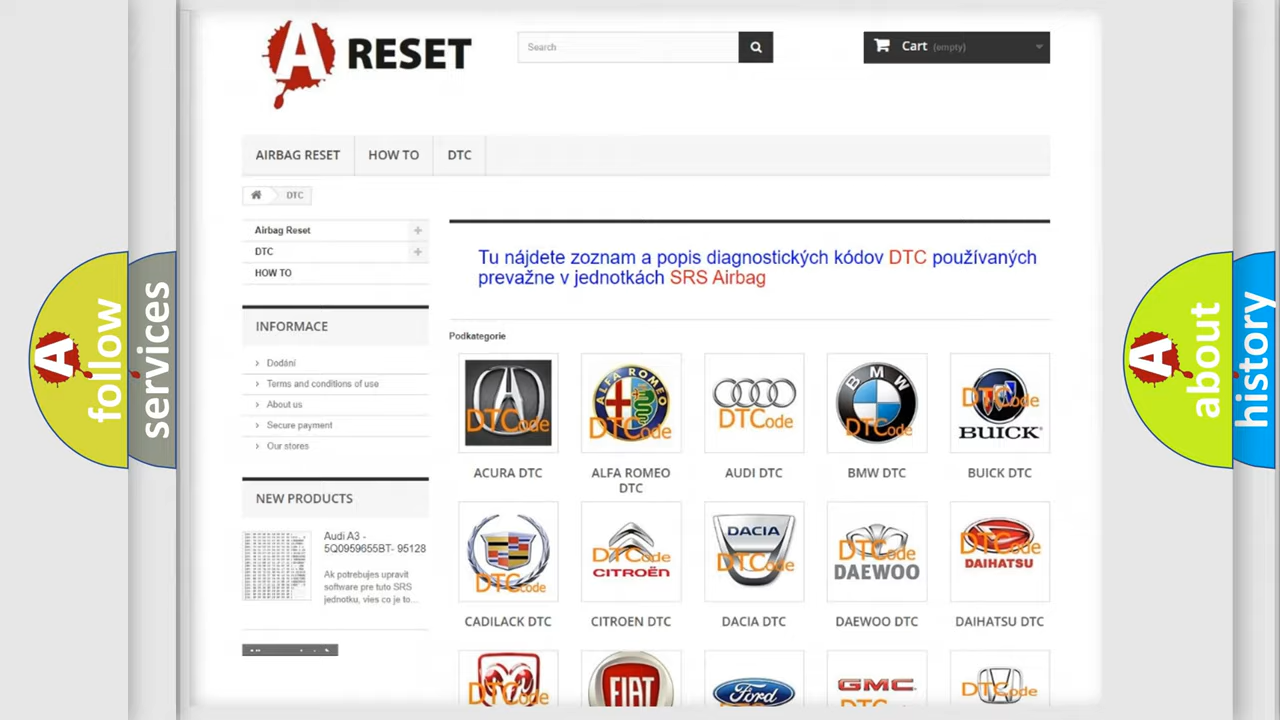 A RESET
Search
Cart (empty)
AIRBAG RESET
HOW TO
DTC
DTC
Airbag Reset
DTC
HOW TO
INFORMACE
Dodání
Terms and conditions of use
About us
Secure payment
Our stores
NEW PRODUCTS
Audi A3 -
5Q0959655BT- 95128
Ak potrebujes upravit
software pre tuto SRS
jednotku, vies co je to...
Tu nájdete zoznam a popis diagnostických kódov DTC používaných
prevažne v jednotkách SRS Airbag
Podkategorie
DTCode
ALFA ROMEO
DTCode
DTCode
BMW
DTCode
DTCode
BUICK
ACURA DTC
ALFA ROMEO
DTC
AUDI DTC
BMW DTC
BUICK DTC
DTCode
DTCode
CITROËN
DACIA
DTCode
DTCode
DAEWOO
DTCode
DAIHATSU
CADILACK DTC
CITROEN DTC
DACIA DTC
DAEWOO DTC
DAIHATSU DTC
DTCode
FIAT
Ford
GMC
DTCode
A follow
services
A about
history